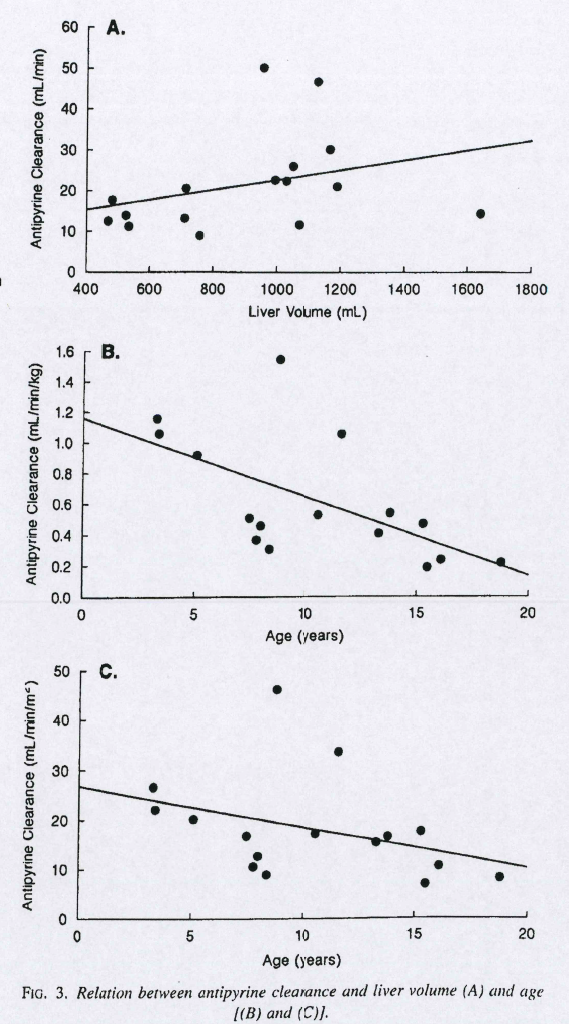 A.
Antipyrine Clearance (mL/min)
60
50
40
30
20
10
0
400 600 800 1000 1200 1400 1600 1800
Liver Volume (mL)
B.
Antipyrine Clearance (mL/min/kg)
1.6
1.4
1.2
1.0
0.8
0.6
0.4
0.2
0.0
0 5 10 15 20
Age (years)
C.
Antipyrine Clearance (mL/min/m²)
50
40
30
20
10
0
0 5 10 15 20
Age (years)
FIG. 3. Relation between antipyrine clearance and liver volume (A) and age
[(B) and (C)].